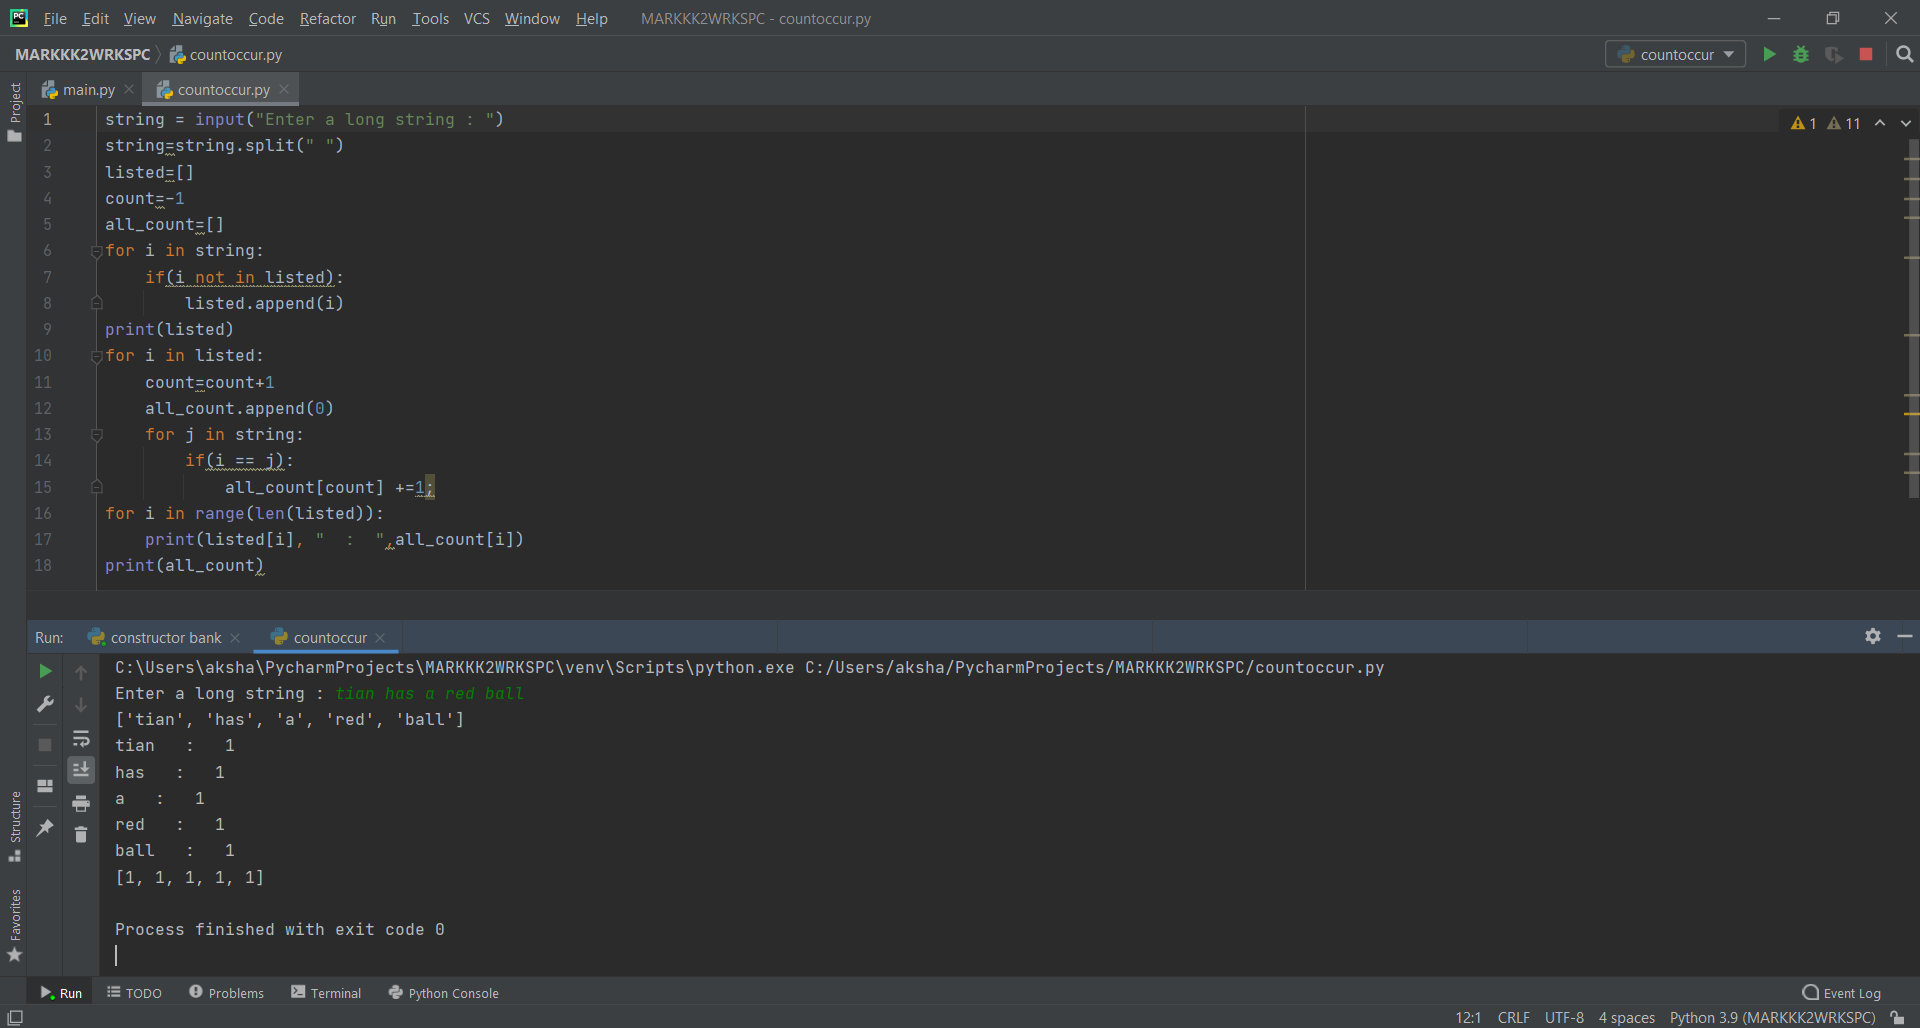 PC File Edit View Navigate Code Refactor Run Tools VCS Window Help MARKKK2WRKSPC - countoccur.py
MARKKK2WRKSPC countoccur.py countoccur
main.py countoccur.py
Project
1 string = input("Enter a long string : ") 1 11
2 string=string.split(" ")
3 listed=[]
4 count=-1
5 all_count=[]
6 for i in string:
7     if(i not in listed):
8         listed.append(i)
9 print(listed)
10 for i in listed:
11     count=count+1
12     all_count.append(0)
13     for j in string:
14         if(i == j):
15             all_count[count] +=1;
16 for i in range(len(listed)):
17     print(listed[i], "  :  ",all_count[i])
18 print(all_count)
Run: constructor bank countoccur
C:\Users\aksha\PycharmProjects\MARKKK2WRKSPC\venv\Scripts\python.exe C:/Users/aksha/PycharmProjects/MARKKK2WRKSPC/countoccur.py
Enter a long string : tian has a red ball
['tian', 'has', 'a', 'red', 'ball']
tian   :   1
has   :   1
a   :   1
red   :   1
ball   :   1
[1, 1, 1, 1, 1]
Process finished with exit code 0
Structure
Favorites
Run TODO Problems Terminal Python Console Event Log
12:1 CRLF UTF-8 4 spaces Python 3.9 (MARKKK2WRKSPC)